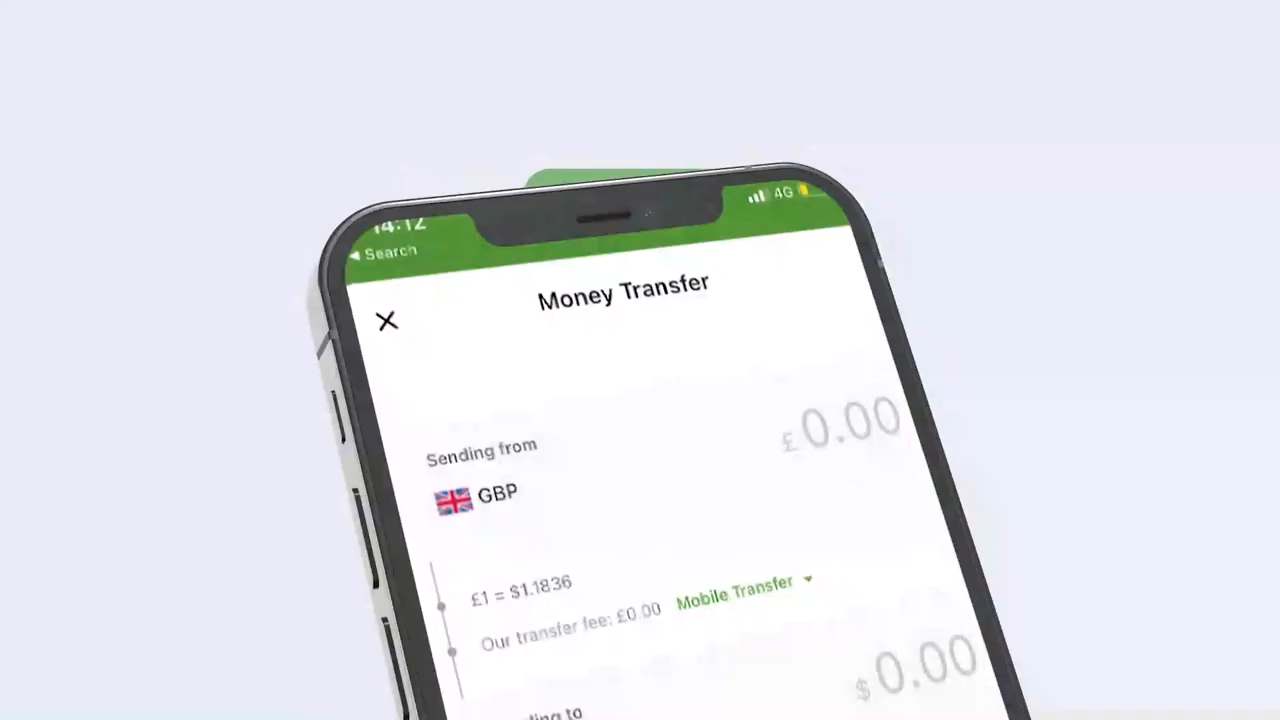 14:12
4G
◀ Search
Money Transfer
£ 0.00
Sending from
GBP
£1 = $1.1836
Our transfer fee: £0.00 Mobile Transfer
$ 0.00
to